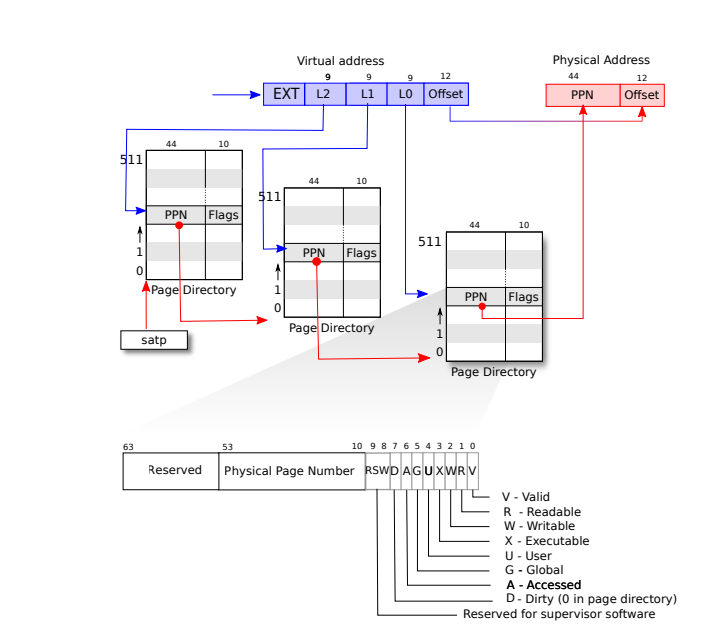 Virtual address
Physical Address
9 9 9 12
44 12
EXT L2 L1 L0 Offset
PPN Offset
44 10
511
PPN Flags
1
0
Page Directory
satp
44 10
511
PPN Flags
1
0
Page Directory
44 10
511
PPN Flags
1
0
Page Directory
63 53 10 9 8 7 6 5 4 3 2 1 0
Reserved Physical Page Number RSW D A G U X W R V
V - Valid
R - Readable
W - Writable
X - Executable
U - User
G - Global
A - Accessed
D - Dirty (0 in page directory)
Reserved for supervisor software